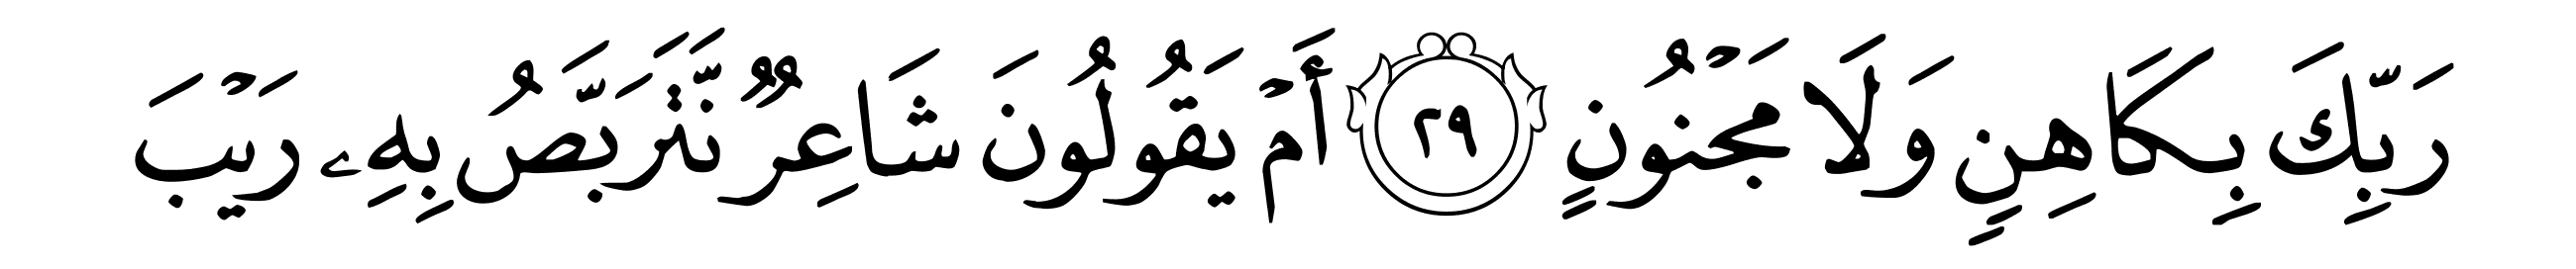 رَبِّكَ بِكَاهِنٍ وَلَا مَجْنُونٍ ٢٩ أَمْ يَقُولُونَ شَاعِرٌ نَّتَرَبَّصُ بِهِۦ رَيْبَ